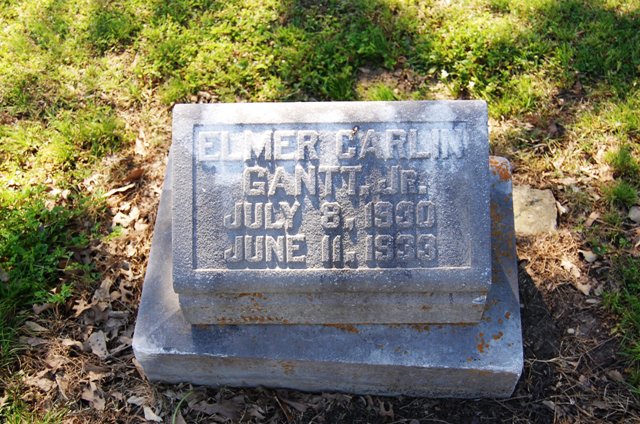 ELMER CARLIN
GANTT, JR.
JULY 8, 1930
JUNE 11, 1933